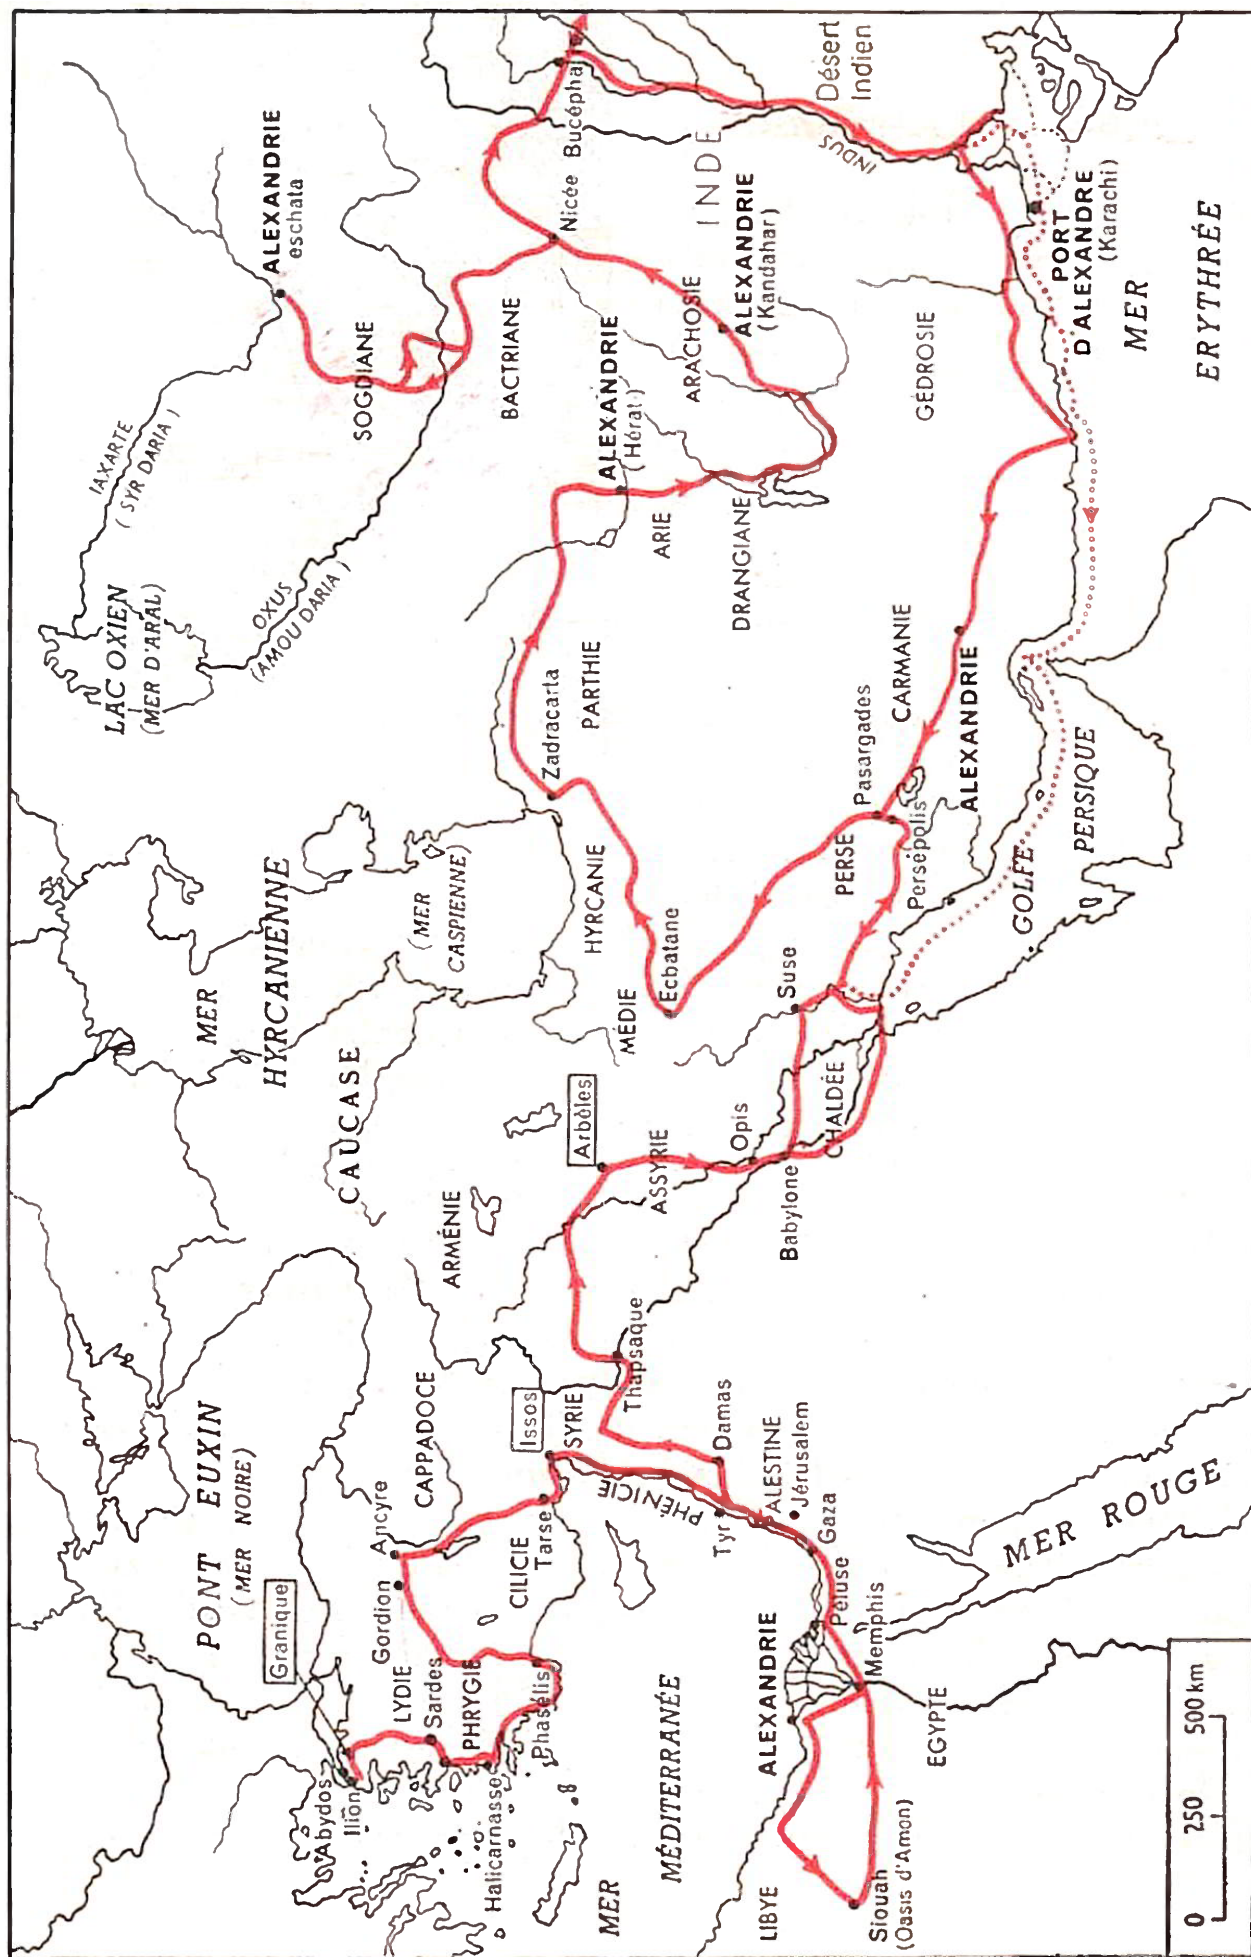 PONT EUXIN
(MER NOIRE)
Granique
Abydos
Ilion
LYDIE
Sardes
PHRYGIE
Halicarnasse
Phasélis
Gordion
Ancyre
CAPPADOCE
CILICIE
Tarse
Issos
SYRIE
PHÉNICIE
Tyr
Damas
PALESTINE
Jérusalem
Gaza
Péluse
Memphis
ALEXANDRIE
EGYPTE
LIBYE
Siouah
(Oasis d'Amon)
MER
MÉDITERRANÉE
MER ROUGE
0 250 500 km
Thapsaque
ARMÉNIE
CAUCASE
MER
HYRCANIENNE
(MER
CASPIENNE)
Arbèles
ASSYRIE
Opis
Babylone
CHALDÉE
Suse
MÉDIE
Ecbatane
HYRCANIE
PERSE
Persépolis
Pasargades
Zadracarta
PARTHIE
CARMANIE
ALEXANDRIE
GOLFE
PERSIQUE
LAC OXIEN
(MER D'ARAL)
IAXARTE
(SYR DARIA)
OXUS
(AMOU DARIA)
SOGDIANE
ALEXANDRIE
eschata
BACTRIANE
ALEXANDRIE
(Hérat)
ARIE
DRANGIANE
ARACHOSIE
ALEXANDRIE
(Kandahar)
Nicée
INDE
INDUS
Désert
Indien
GÉDROSIE
PORT
D'ALEXANDRE
(Karachi)
MER
ERYTHRÉE